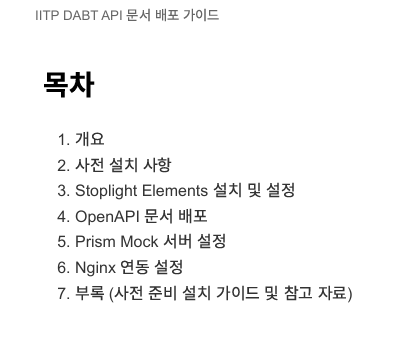 IITP DABT API 문서 배포 가이드
목차
1. 개요
2. 사전 설치 사항
3. Stoplight Elements 설치 및 설정
4. OpenAPI 문서 배포
5. Prism Mock 서버 설정
6. Nginx 연동 설정
7. 부록 (사전 준비 설치 가이드 및 참고 자료)